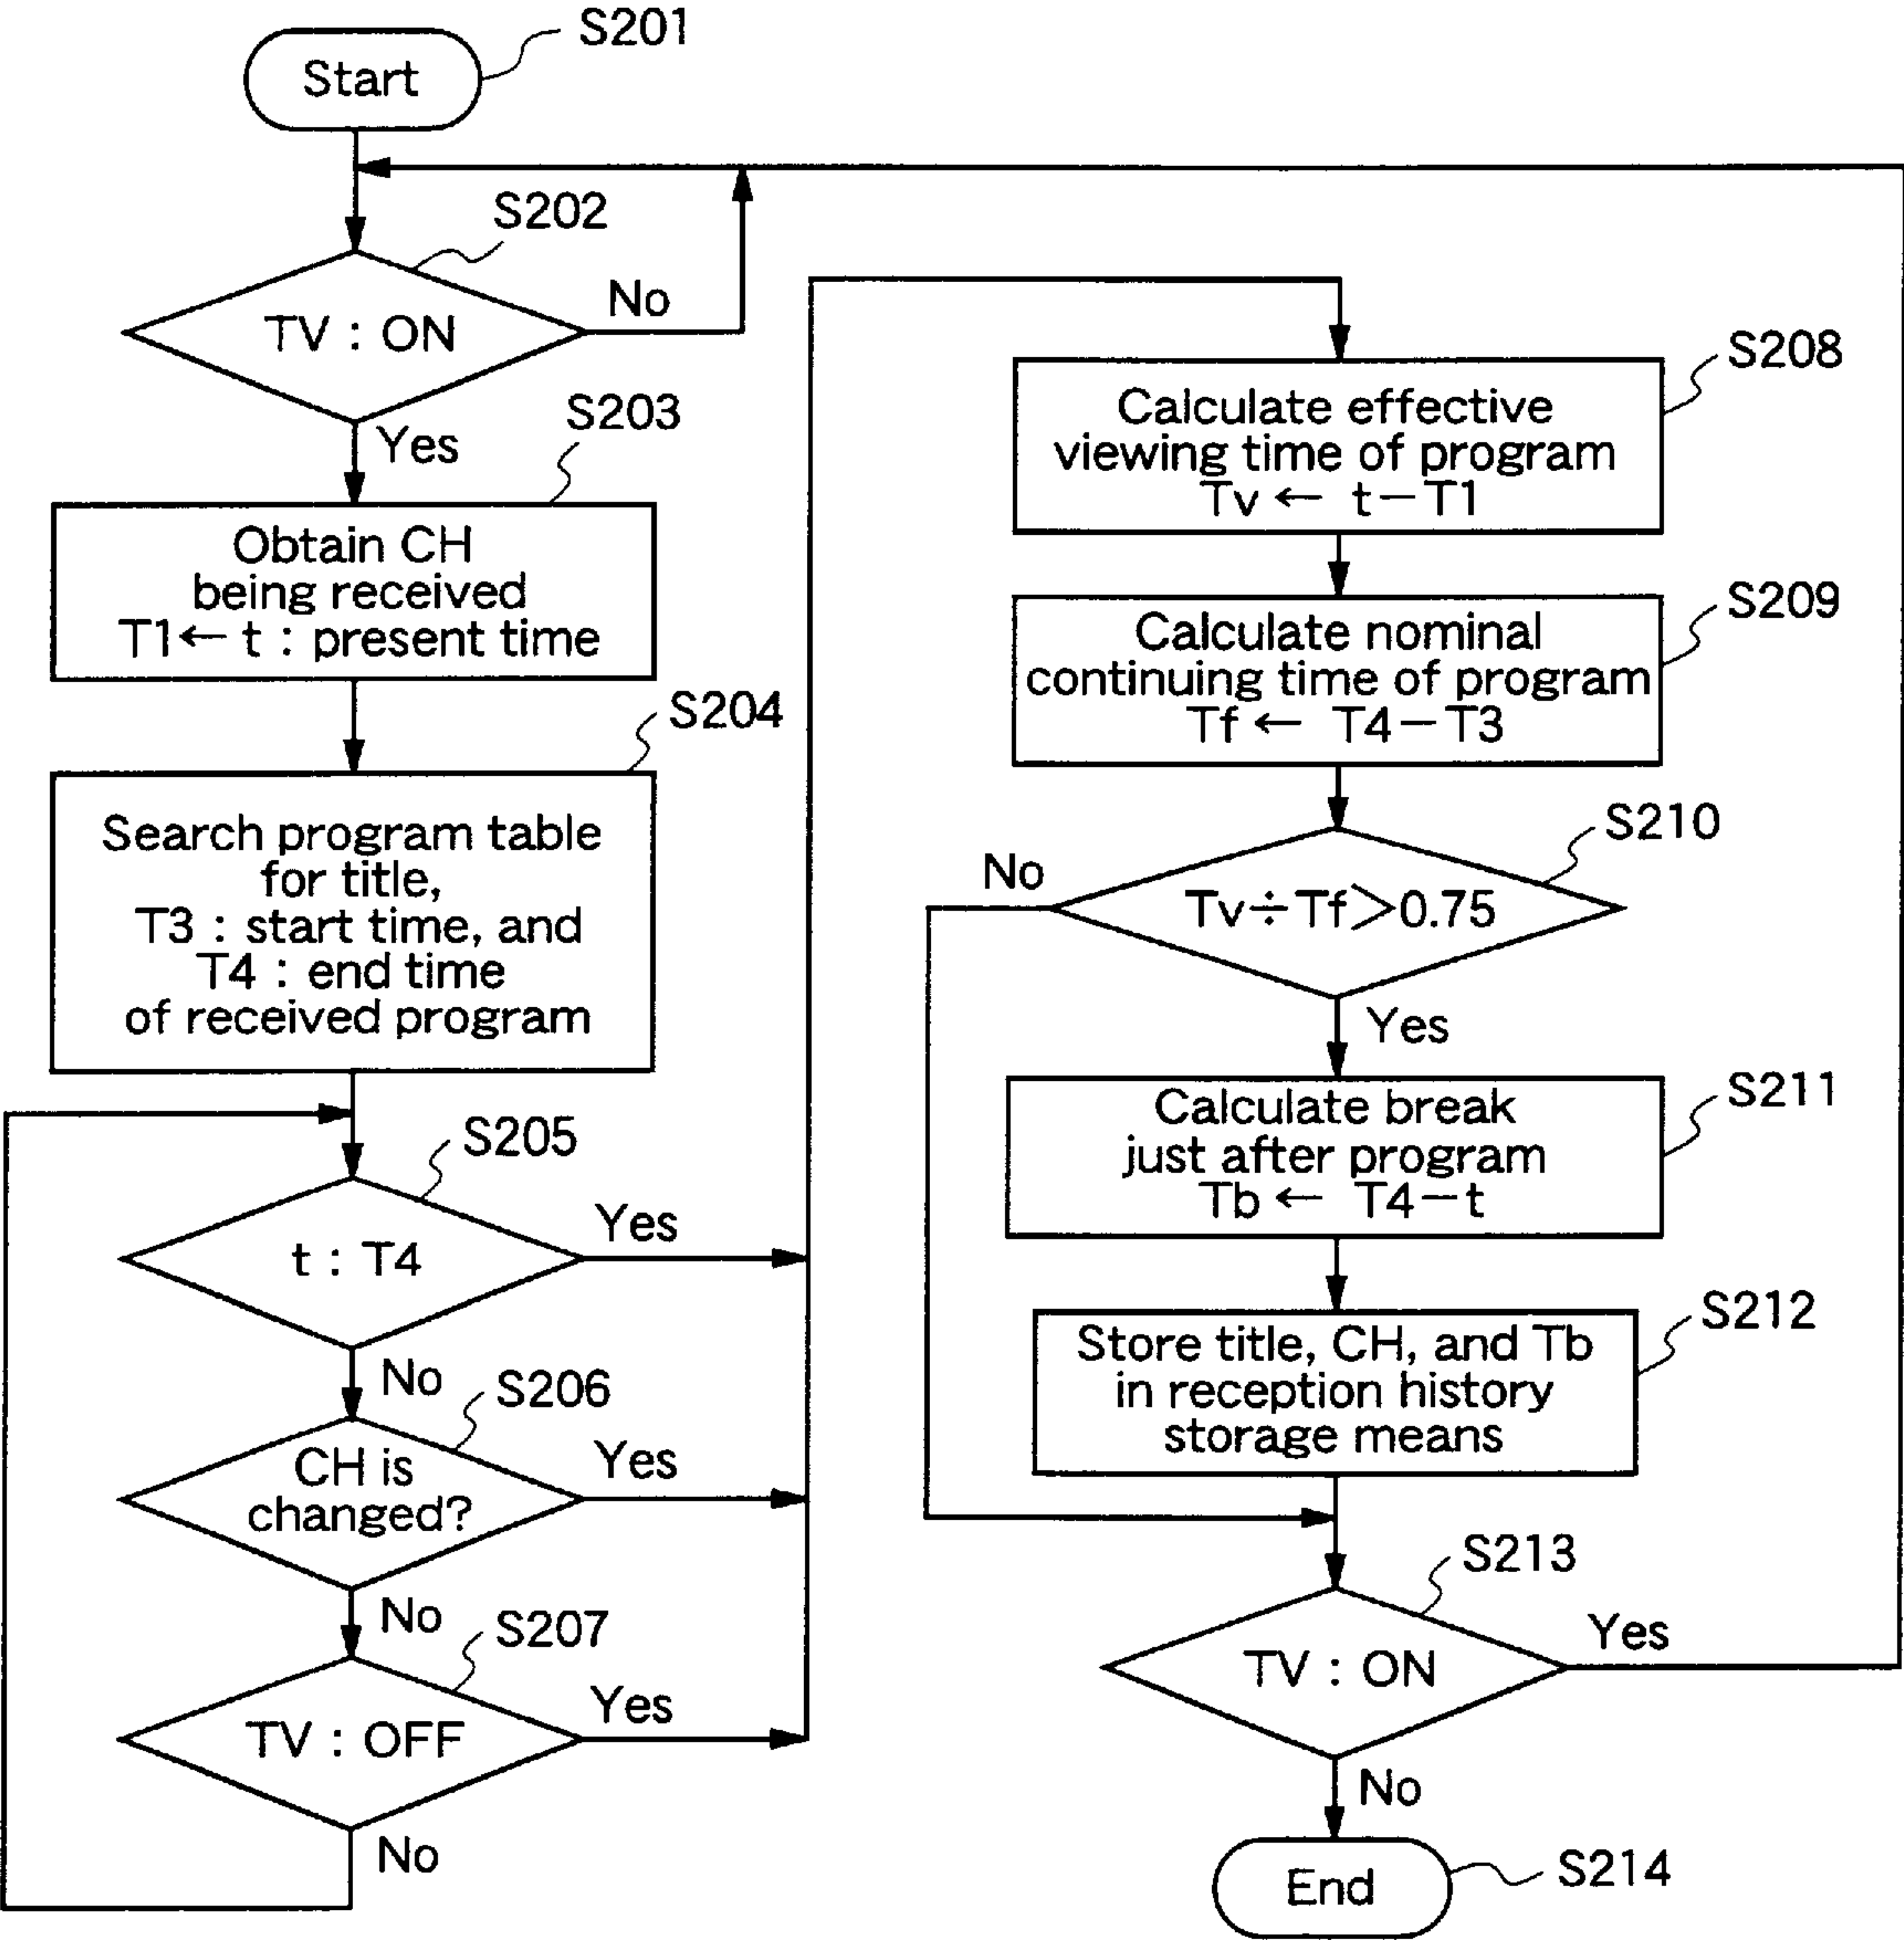 S201
Start
S202
TV : ON
No
Yes
S203
Obtain CH
being received
T1← t : present time
S204
Search program table
for title,
T3 : start time, and
T4 : end time
of received program
S205
t : T4
Yes
No
S206
CH is
changed?
Yes
No
S207
TV : OFF
Yes
No
S208
Calculate effective
viewing time of program
Tv ← t−T1
S209
Calculate nominal
continuing time of program
Tf ← T4−T3
S210
No
Tv÷Tf>0.75
Yes
S211
Calculate break
just after program
Tb ← T4−t
S212
Store title, CH, and Tb
in reception history
storage means
S213
TV : ON
Yes
No
End
S214